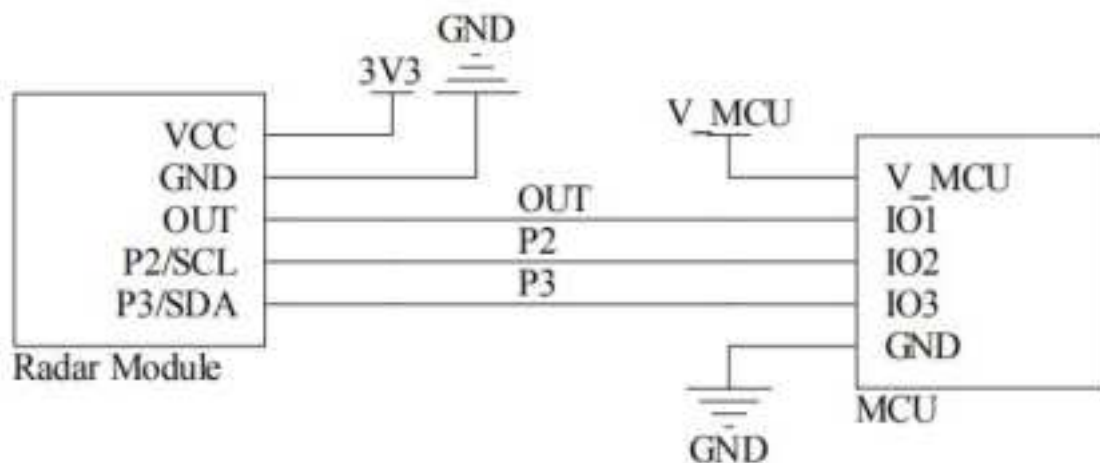 GND
3V3
V_MCU
VCC
GND
OUT
P2/SCL
P3/SDA
Radar Module
OUT
P2
P3
V_MCU
IO1
IO2
IO3
GND
MCU
GND